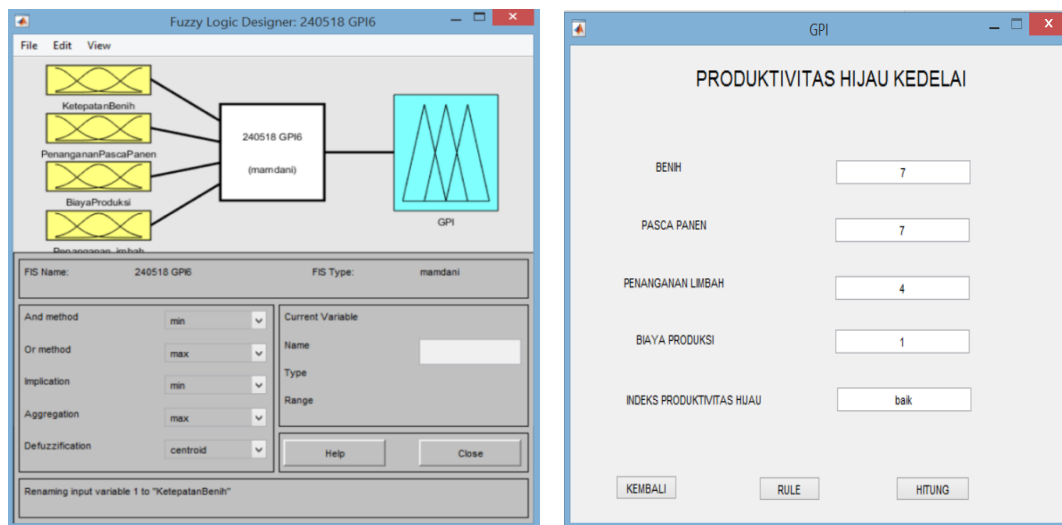 Fuzzy Logic Designer: 240518 GPI6
File Edit View
KetepatanBenih
PenangananPascaPanen
BiayaProduksi
240518 GPI6
(mamdani)
GPI
FIS Name: 240518 GPI6 FIS Type: mamdani
And method min
Or method max
Implication min
Aggregation max
Defuzzification centroid
Current Variable
Name
Type
Range
Help Close
Renaming input variable 1 to "KetepatanBenih"
GPI
PRODUKTIVITAS HIJAU KEDELAI
BENIH 7
PASCA PANEN 7
PENANGANAN LIMBAH 4
BIAYA PRODUKSI 1
INDEKS PRODUKTIVITAS HIJAU baik
KEMBALI RULE HITUNG